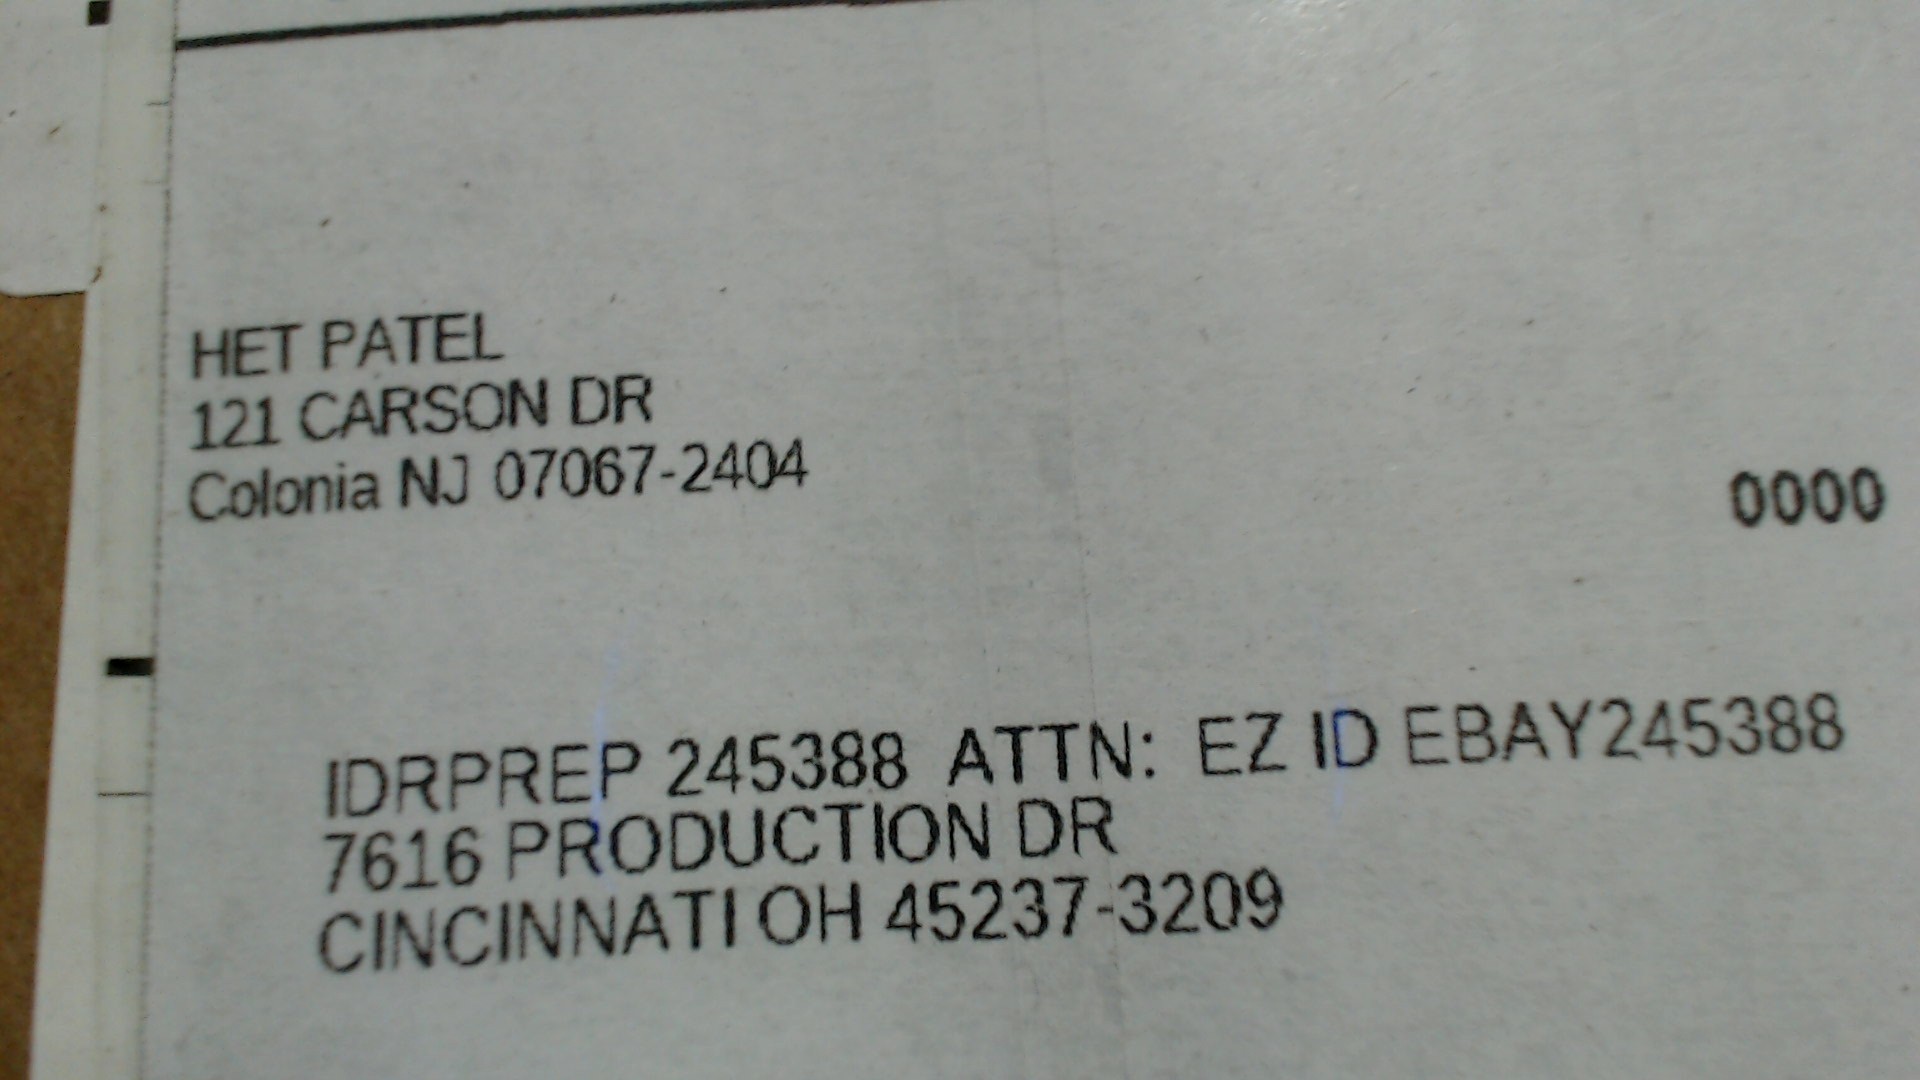 HET PATEL
121 CARSON DR
Colonia NJ 07067-2404
0000
IDRPREP 245388 ATTN: EZ ID EBAY245388
7616 PRODUCTION DR
CINCINNATI OH 45237-3209